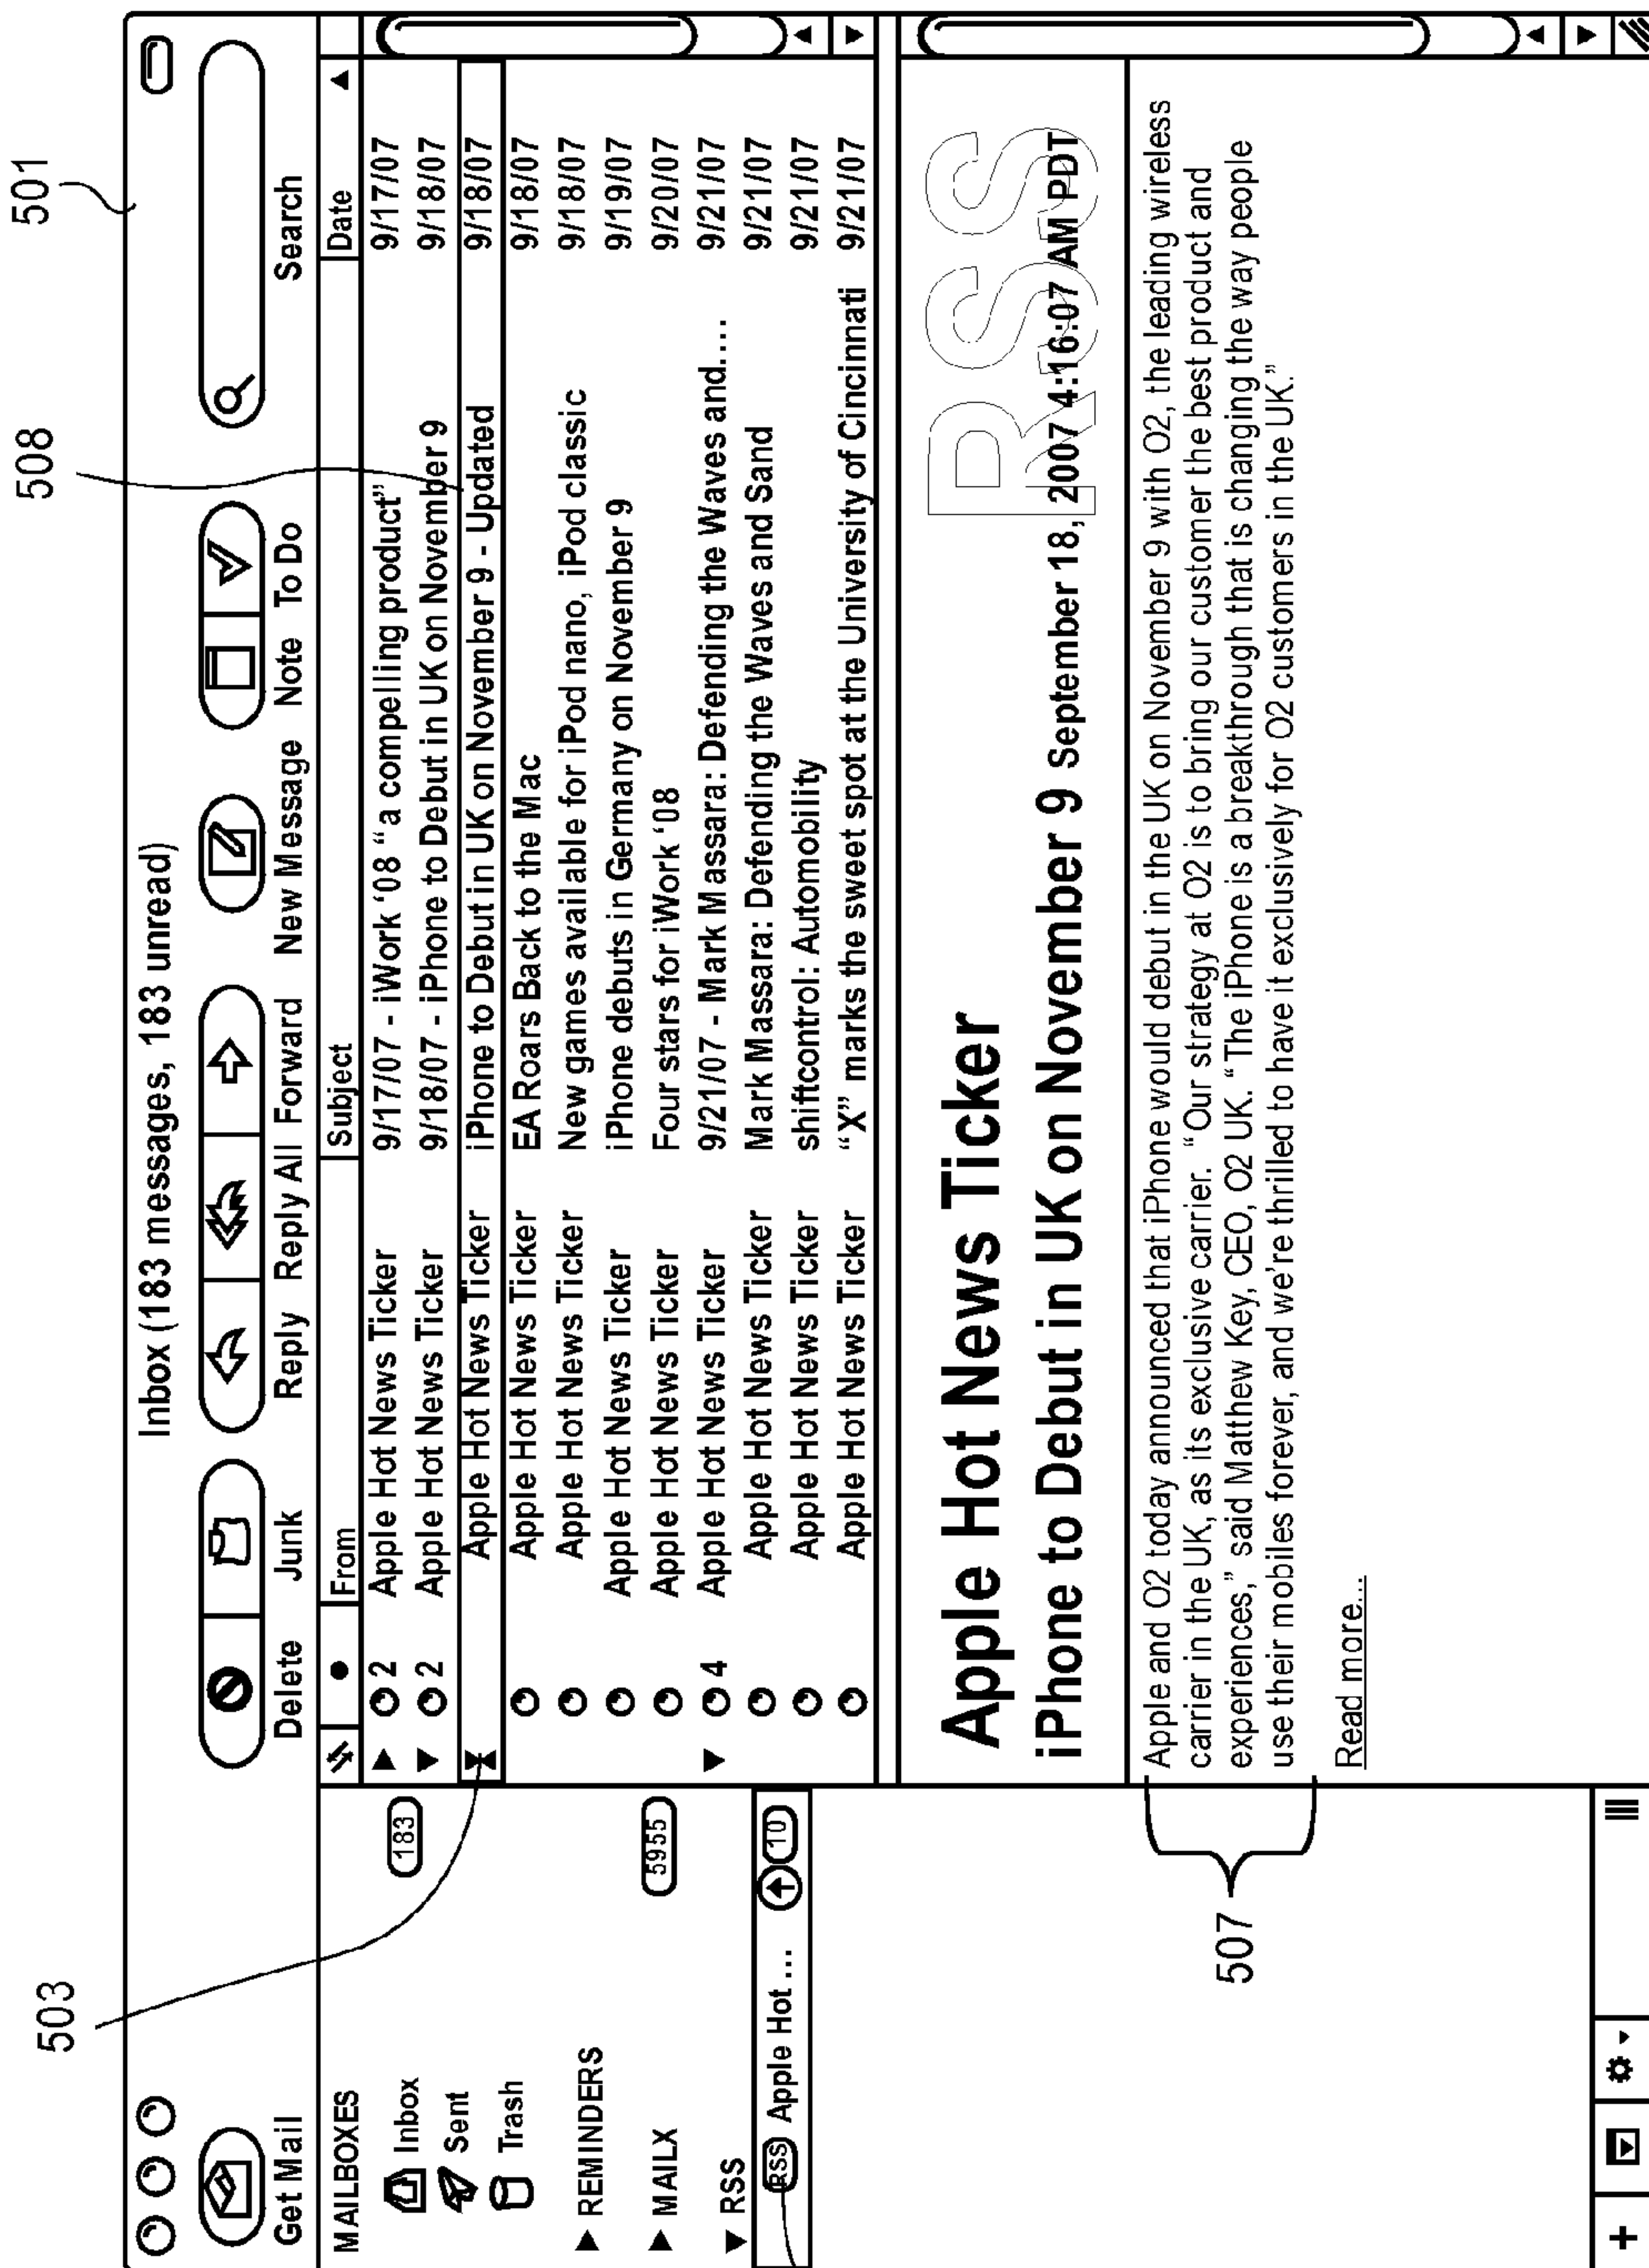 501
508
503
Inbox (183 messages, 183 unread)
Get Mail Delete Junk Reply Reply All Forward New Message Note To Do Search
MAILBOXES
Inbox 183
Sent
Trash
REMINDERS
MAILX 5955
RSS
RSS Apple Hot ... 10
From Subject Date
2 Apple Hot News Ticker 9/17/07 - iWork '08 “a compelling product” 9/17/07
2 Apple Hot News Ticker 9/18/07 - iPhone to Debut in UK on November 9 9/18/07
Apple Hot News Ticker iPhone to Debut in UK on November 9 - Updated 9/18/07
Apple Hot News Ticker EA Roars Back to the Mac 9/18/07
Apple Hot News Ticker New games available for iPod nano, iPod classic 9/18/07
Apple Hot News Ticker iPhone debuts in Germany on November 9 9/19/07
Apple Hot News Ticker Four stars for iWork ‘08 9/20/07
4 Apple Hot News Ticker 9/21/07 - Mark Massara: Defending the Waves and.... 9/21/07
Apple Hot News Ticker Mark Massara: Defending the Waves and Sand 9/21/07
Apple Hot News Ticker shiftcontrol: Automobility 9/21/07
Apple Hot News Ticker “X” marks the sweet spot at the University of Cincinnati 9/21/07
RSS
Apple Hot News Ticker
iPhone to Debut in UK on November 9 September 18, 2007 4:16:07 AM PDT
Apple and O2 today announced that iPhone would debut in the UK on November 9 with O2, the leading wireless
carrier in the UK, as its exclusive carrier. “Our strategy at O2 is to bring our customer the best product and
experiences,” said Matthew Key, CEO, O2 UK. “The iPhone is a breakthrough that is changing the way people
use their mobiles forever, and we're thrilled to have it exclusively for O2 customers in the UK.”
Read more...
507